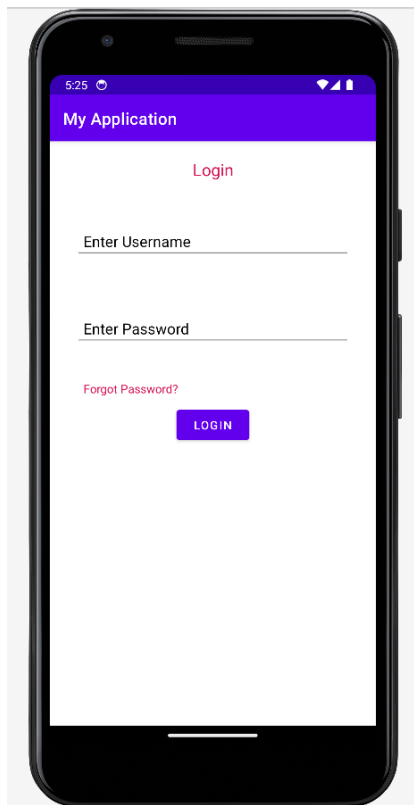 5:25
My Application
Login
Enter Username
Enter Password
Forgot Password?
LOGIN